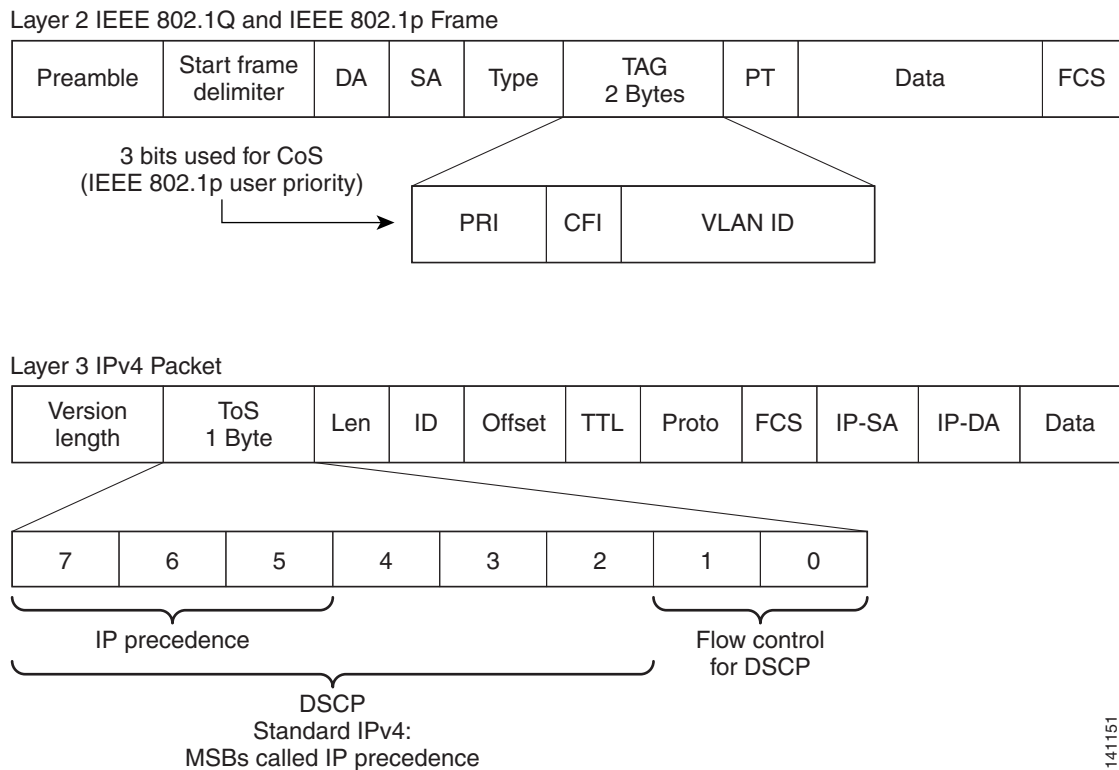 Layer 2 IEEE 802.1Q and IEEE 802.1p Frame
Preamble
Start frame
delimiter
DA
SA
Type
TAG
2 Bytes
PT
Data
FCS
3 bits used for CoS
(IEEE 802.1p user priority)
PRI
CFI
VLAN ID
Layer 3 IPv4 Packet
Version
length
ToS
1 Byte
Len
ID
Offset
TTL
Proto
FCS
IP-SA
IP-DA
Data
7
6
5
4
3
2
1
0
IP precedence
Flow control
for DSCP
DSCP
Standard IPv4:
MSBs called IP precedence
141151